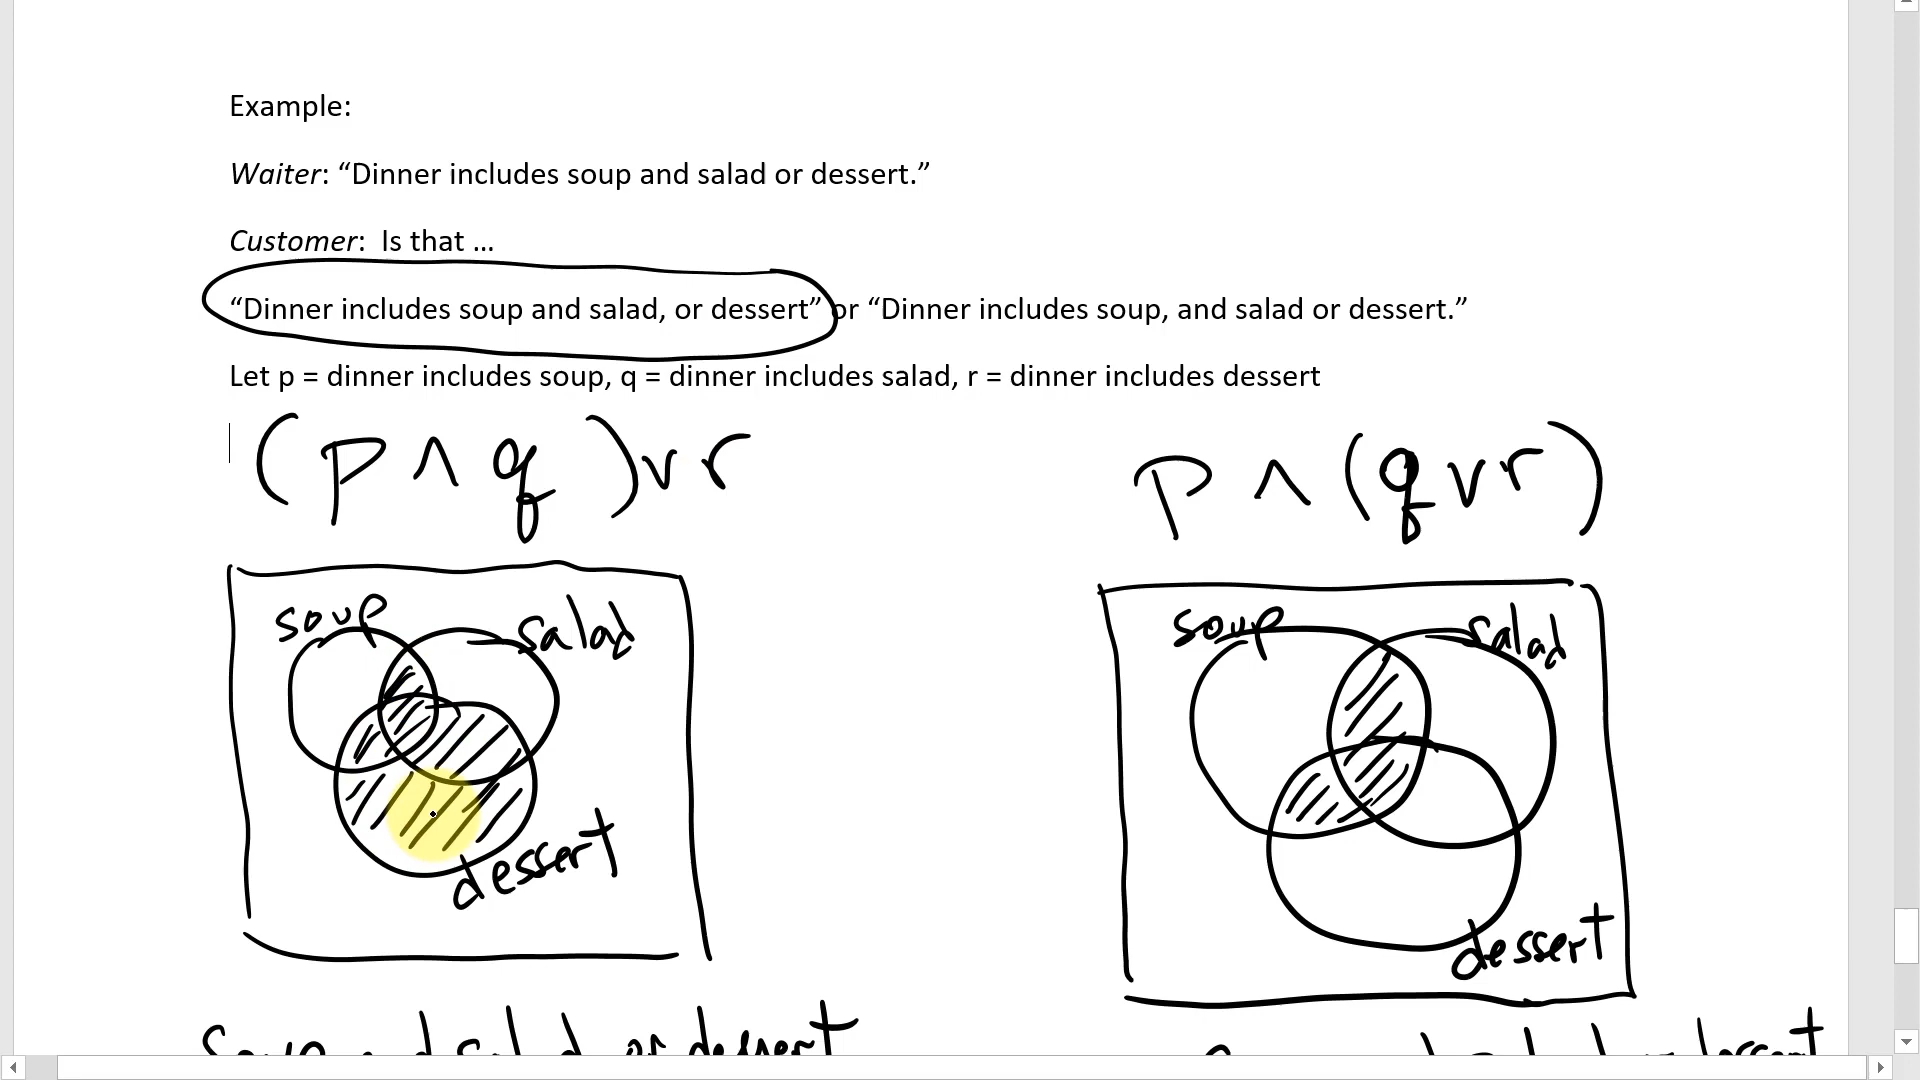 Example:
Waiter: “Dinner includes soup and salad or dessert.”
Customer:  Is that ...
“Dinner includes soup and salad, or dessert” or “Dinner includes soup, and salad or dessert.”
Let p = dinner includes soup, q = dinner includes salad, r = dinner includes dessert
(p ∧ q) ∨ r
p ∧ (q ∨ r)
soup
salad
dessert
soup
salad
dessert
or dessert